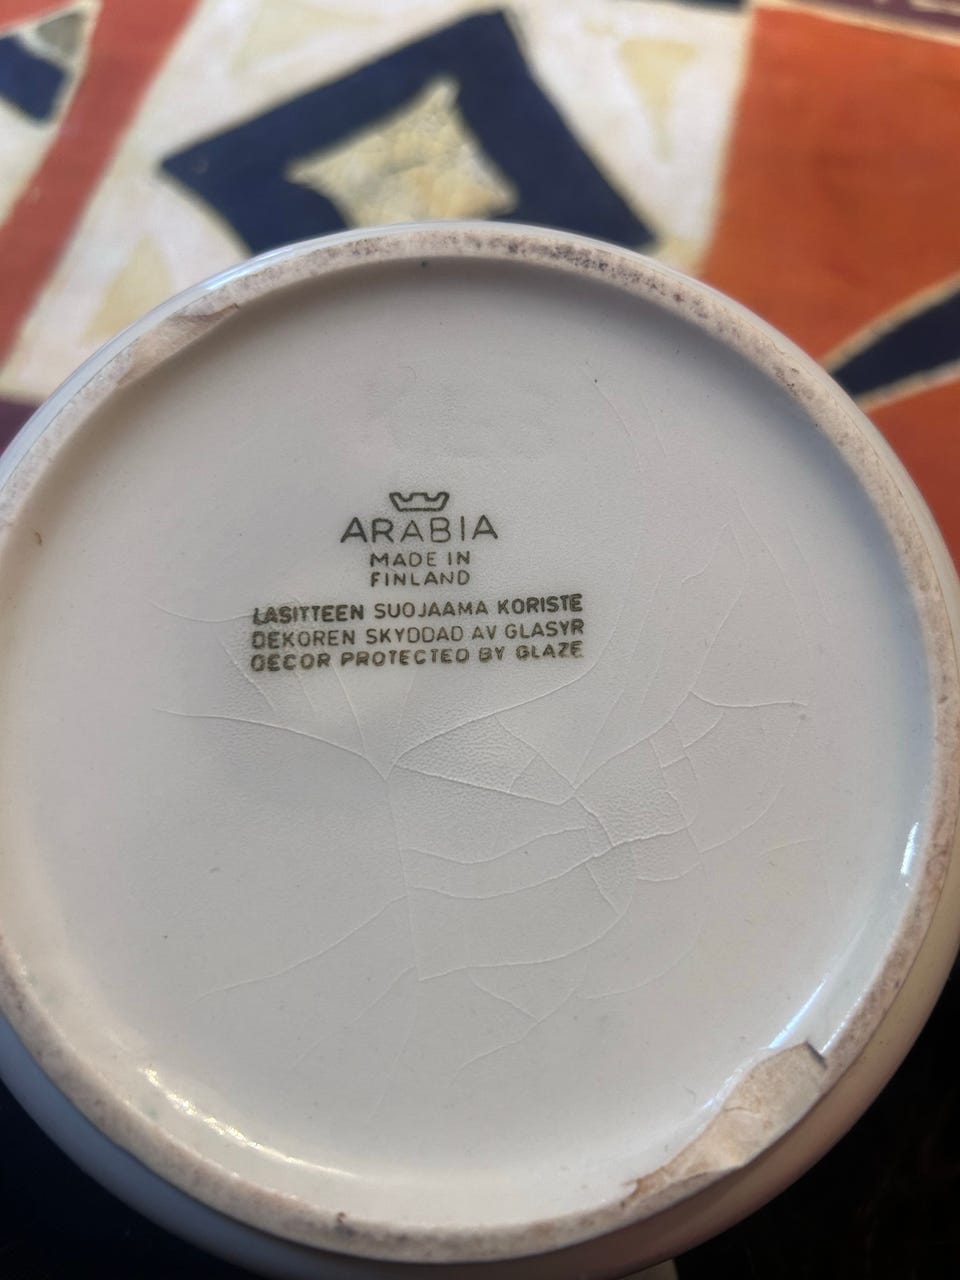 ARABIA
MADE IN
FINLAND
LASITTEEN SUOJAAMA KORISTE
DEKOREN SKYDDAD AV GLASYR
DECOR PROTECTED BY GLAZE